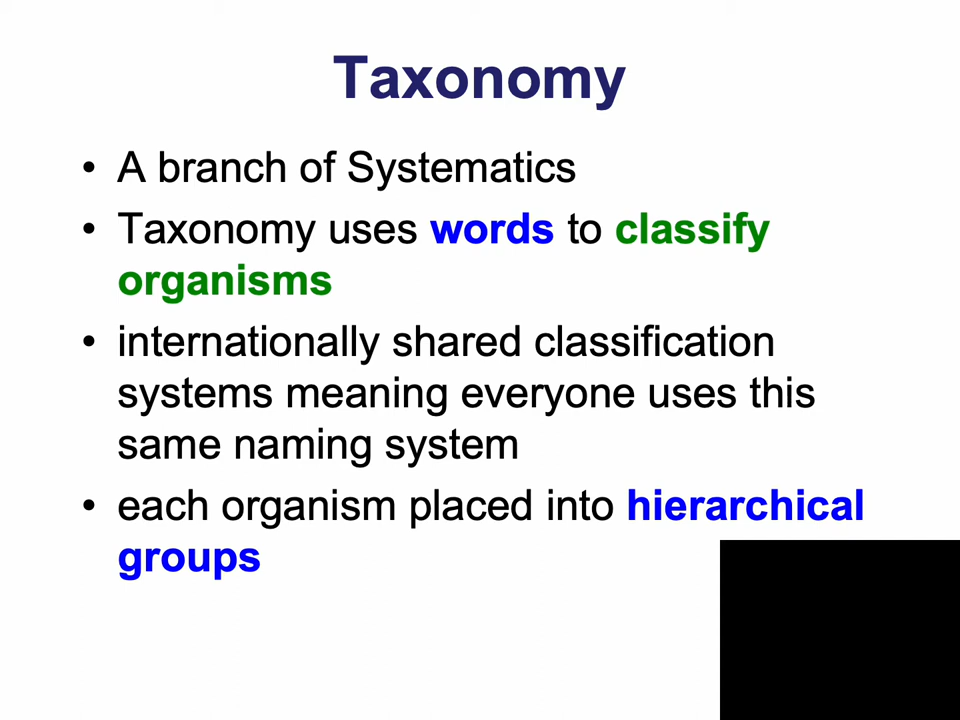 Taxonomy
• A branch of Systematics
• Taxonomy uses words to classify
organisms
• internationally shared classification
systems meaning everyone uses this
same naming system
• each organism placed into hierarchical
groups